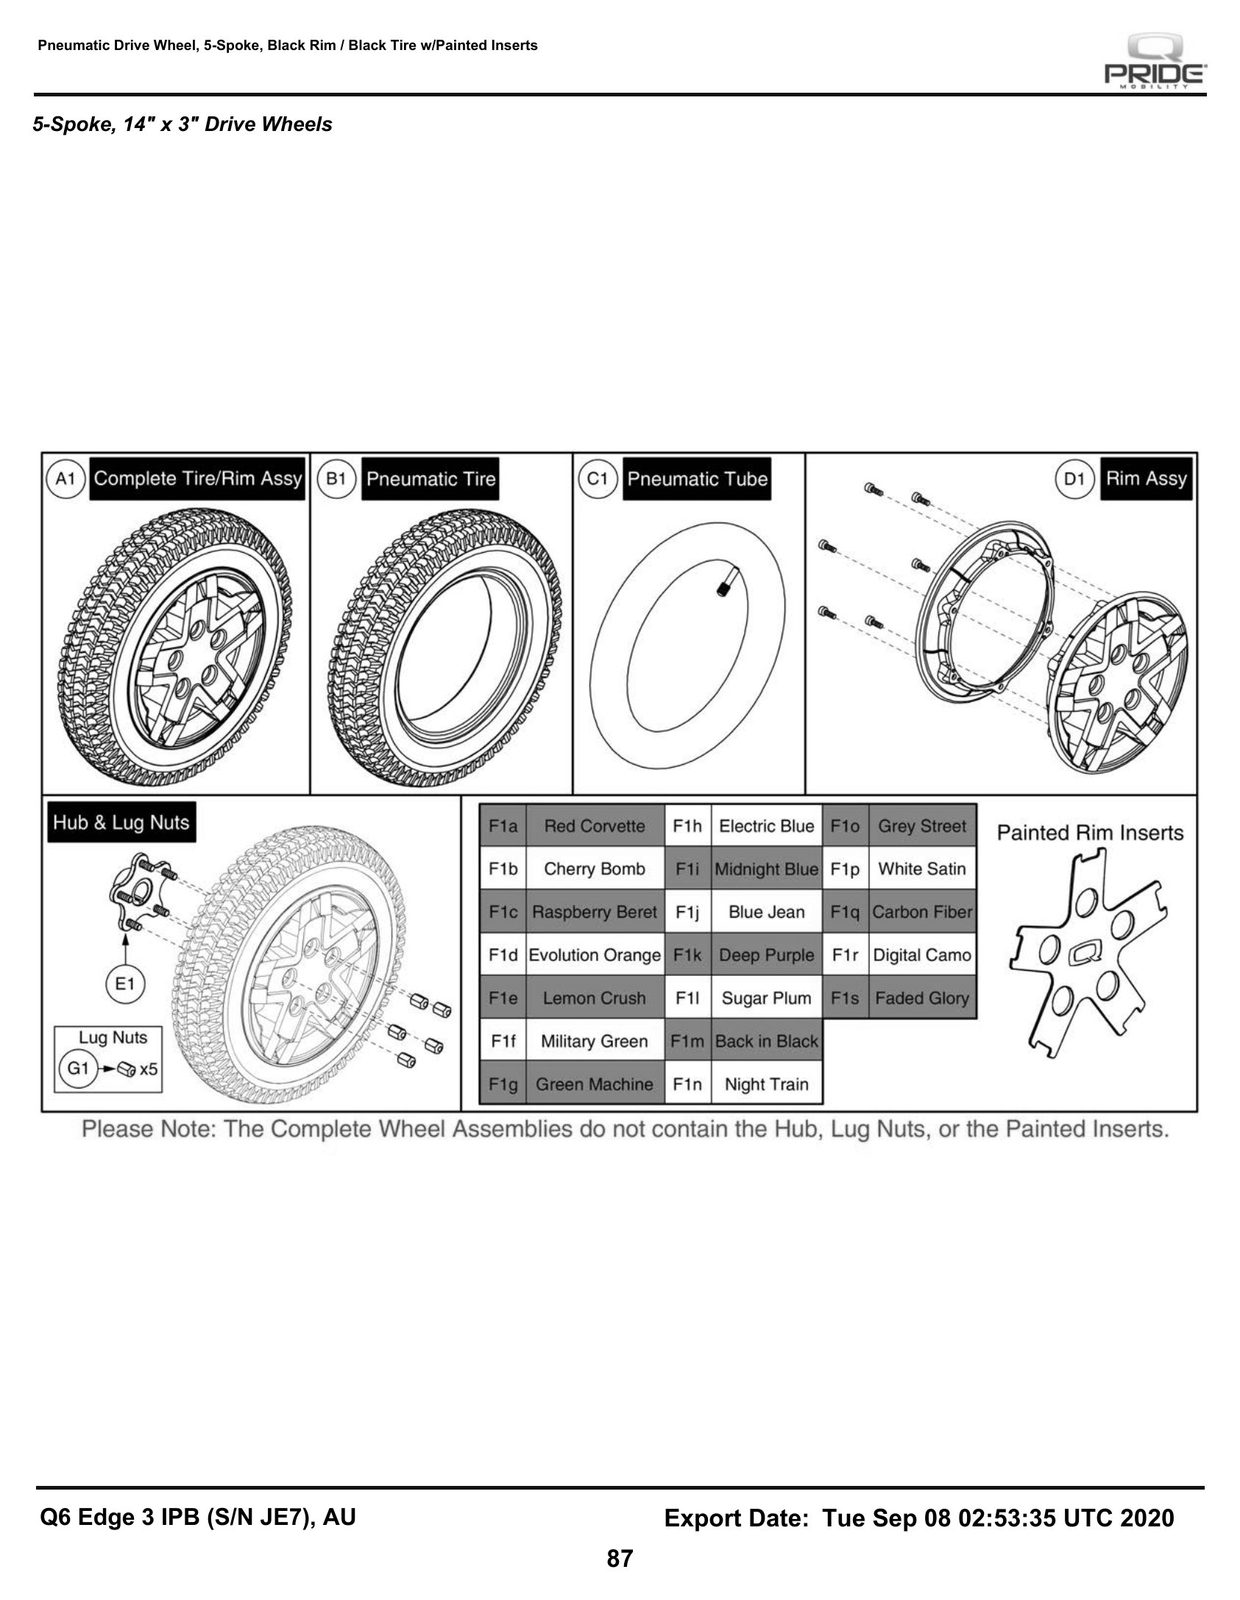 Pneumatic Drive Wheel, 5-Spoke, Black Rim / Black Tire w/Painted Inserts
Q
PRIDE
MOBILITY
5-Spoke, 14" x 3" Drive Wheels
A1 Complete Tire/Rim Assy
B1 Pneumatic Tire
C1 Pneumatic Tube
D1 Rim Assy
Hub & Lug Nuts
E1
Lug Nuts
G1 x5
F1a Red Corvette F1h Electric Blue F1o Grey Street
F1b Cherry Bomb F1i Midnight Blue F1p White Satin
F1c Raspberry Beret F1j Blue Jean F1q Carbon Fiber
F1d Evolution Orange F1k Deep Purple F1r Digital Camo
F1e Lemon Crush F1l Sugar Plum F1s Faded Glory
F1f Military Green F1m Back in Black
F1g Green Machine F1n Night Train
Painted Rim Inserts
Q
Please Note: The Complete Wheel Assemblies do not contain the Hub, Lug Nuts, or the Painted Inserts.
Q6 Edge 3 IPB (S/N JE7), AU
Export Date: Tue Sep 08 02:53:35 UTC 2020
87